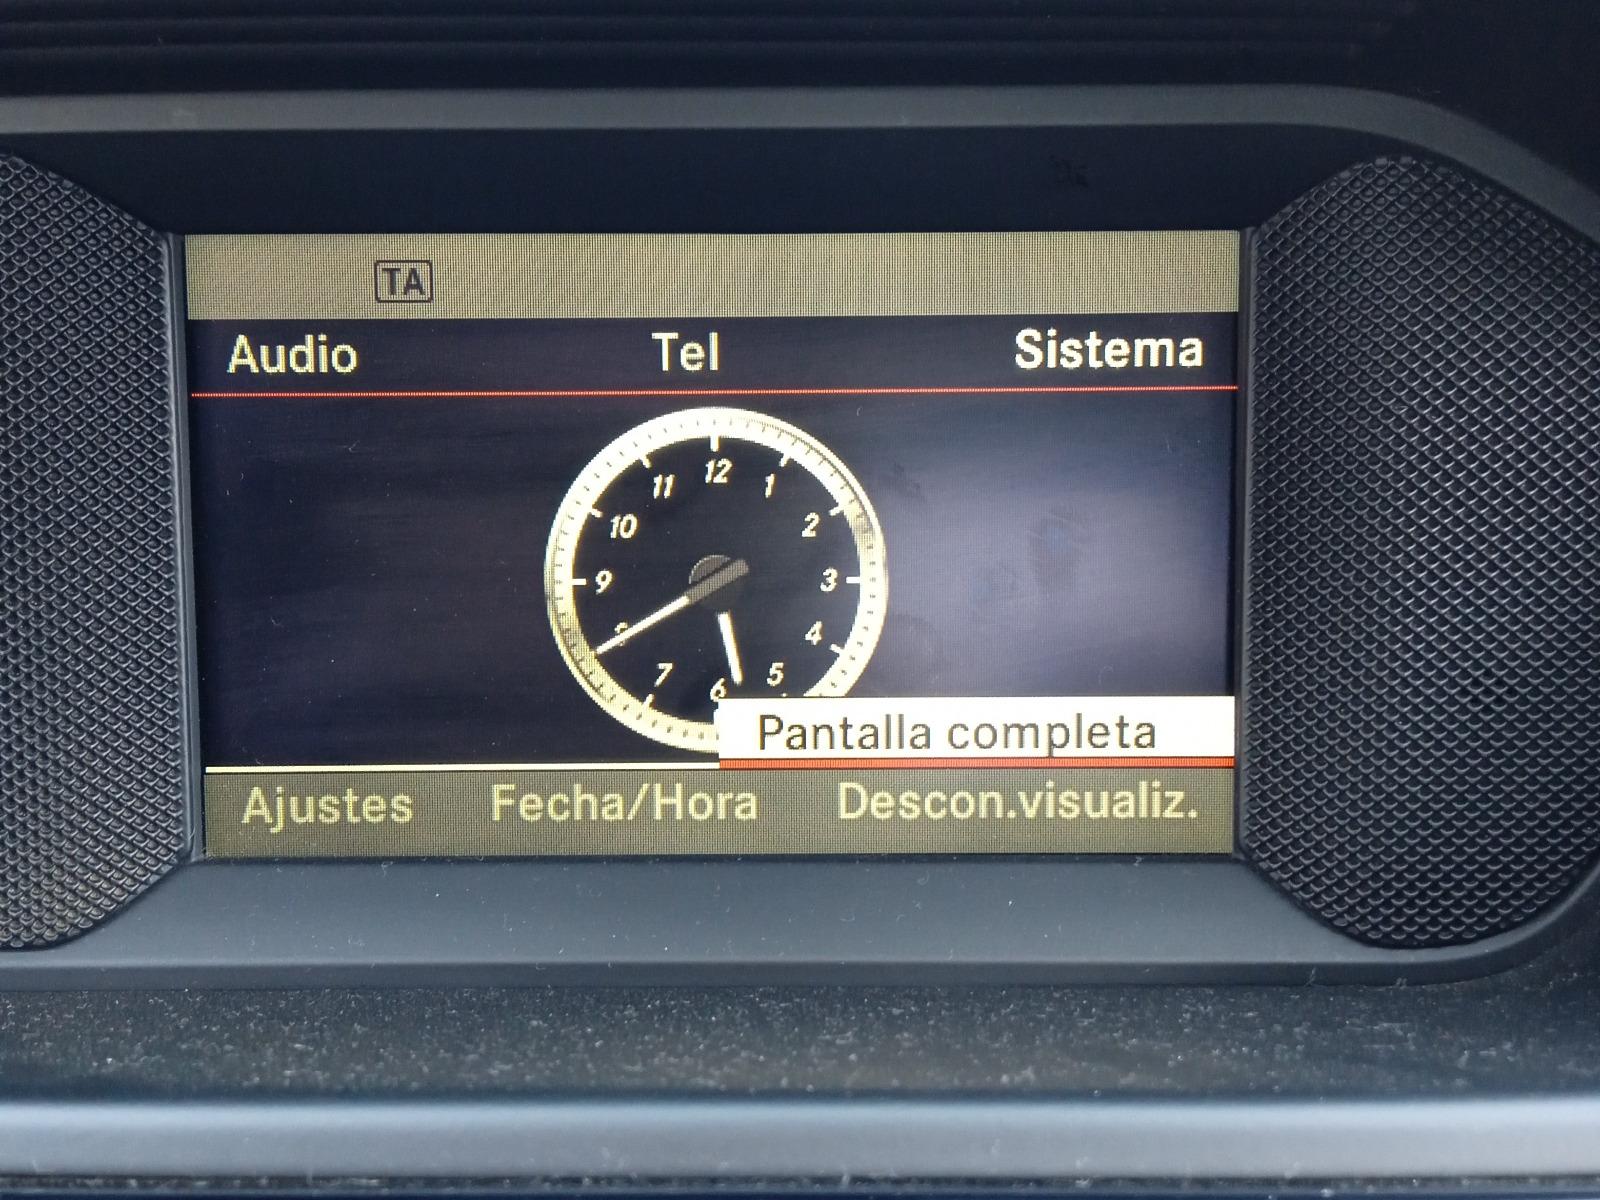 TA
Audio Tel Sistema
12
11 1
10 2
9 3
8 4
7 5
6
Pantalla completa
Ajustes Fecha/Hora Descon.visualiz.